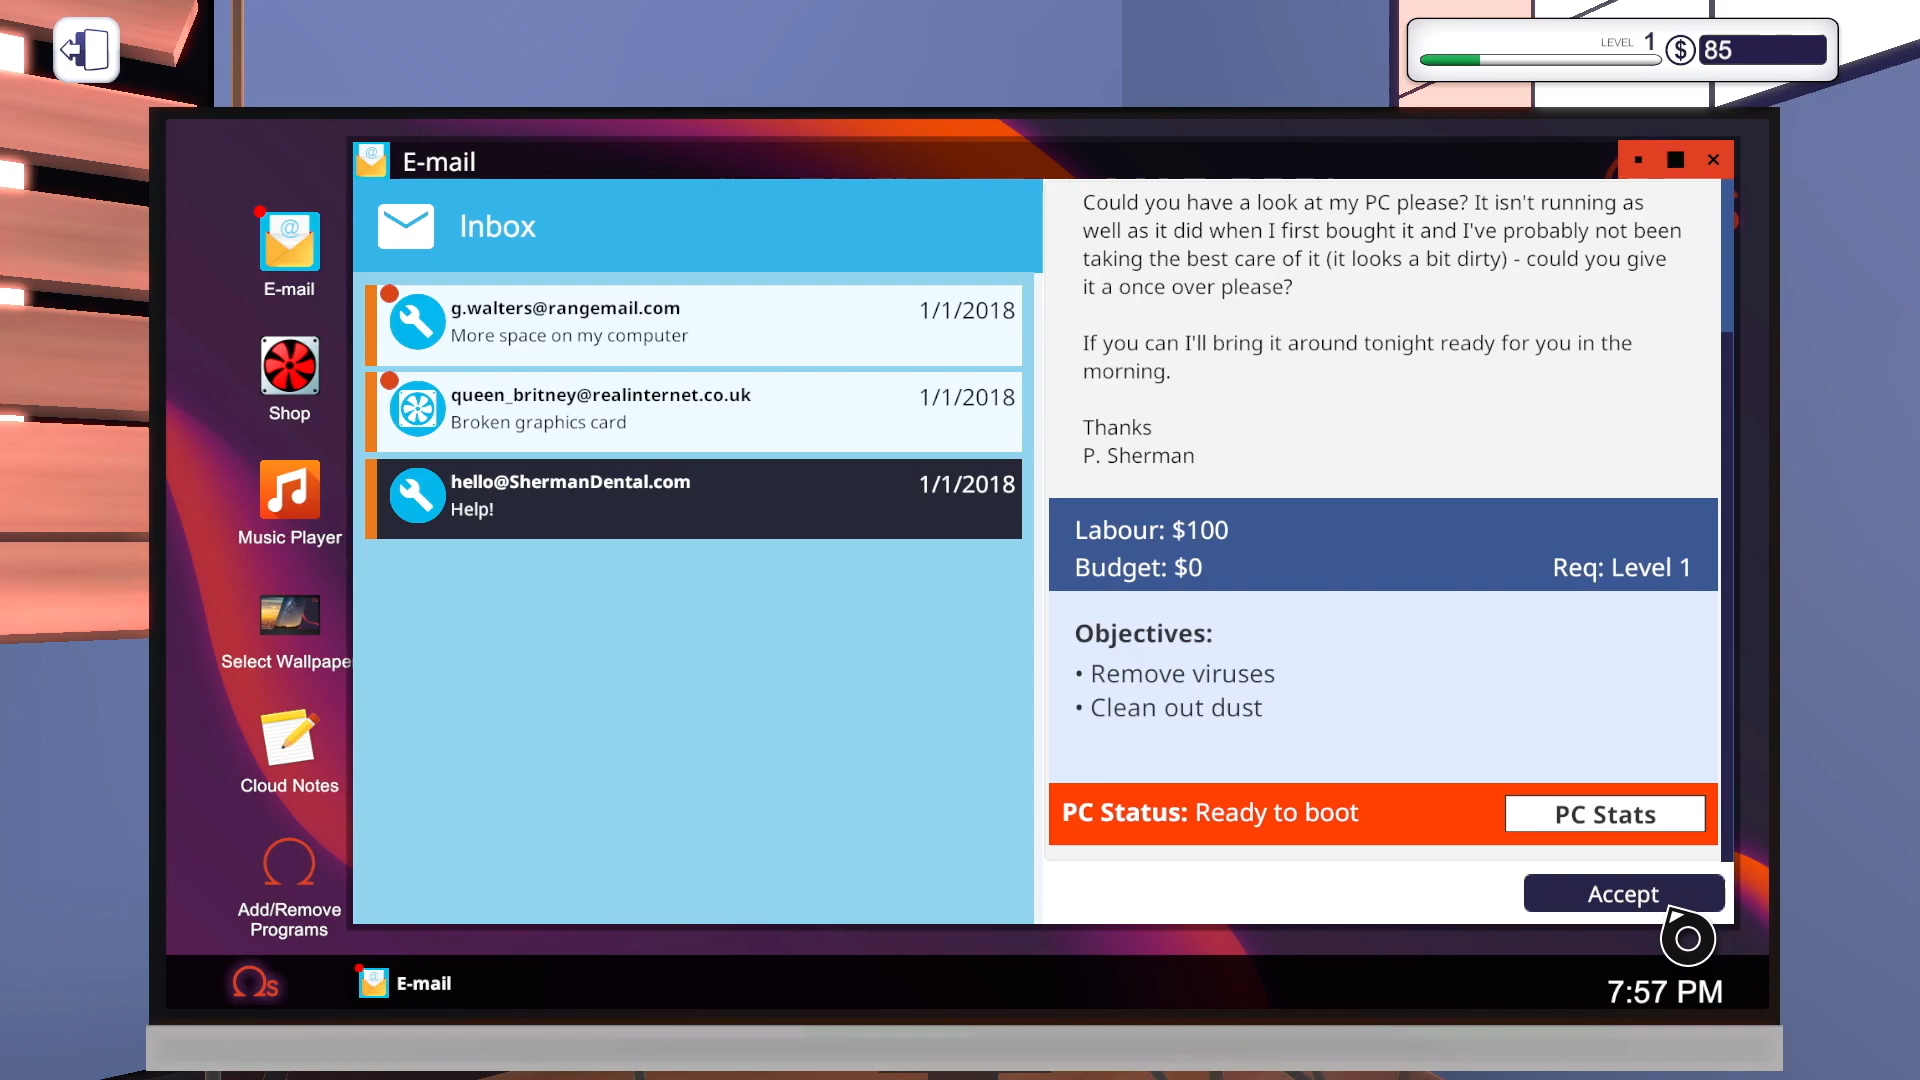 LEVEL 1
$ 85
E-mail
Inbox
g.walters@rangemail.com
1/1/2018
More space on my computer
queen_britney@realinternet.co.uk
1/1/2018
Broken graphics card
hello@ShermanDental.com
1/1/2018
Help!
Could you have a look at my PC please? It isn't running as
well as it did when I first bought it and I've probably not been
taking the best care of it (it looks a bit dirty) - could you give
it a once over please?
If you can I'll bring it around tonight ready for you in the
morning.
Thanks
P. Sherman
Labour: $100
Budget: $0
Req: Level 1
Objectives:
• Remove viruses
• Clean out dust
PC Status: Ready to boot
PC Stats
Accept
E-mail
Shop
Music Player
Select Wallpape
Cloud Notes
Add/Remove
Programs
Ωs
E-mail
7:57 PM